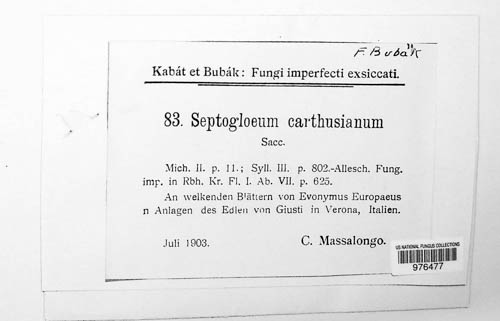 F. Bubák
Kabát et Bubák: Fungi imperfecti exsiccati.
83. Septogloeum carthusianum
Sacc.
Mich. II. p. 11.; Syll. III. p. 802.-Allesch. Fung.
imp. in Rbh. Kr. Fl. I. Ab. VII. p. 625.
An welkenden Blättern von Evonymus Europaeus
n Anlagen des Edlen von Giusti in Verona, Italien.
Juli 1903. C. Massalongo.
US NATIONAL FUNGUS COLLECTIONS
976477